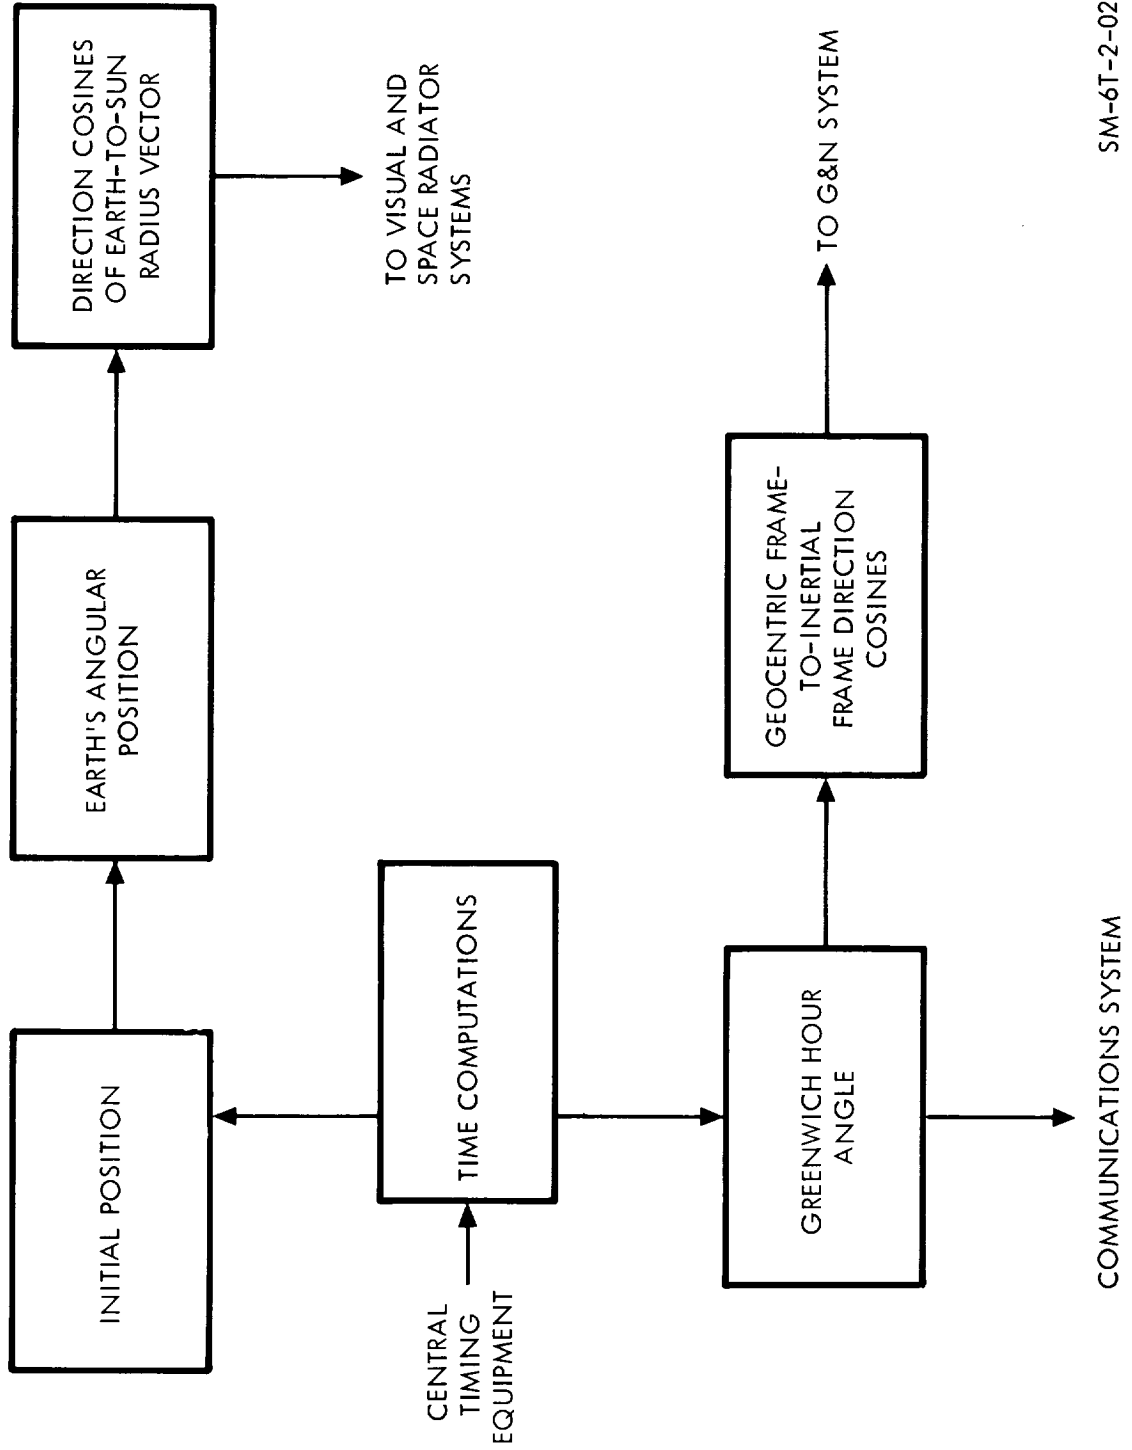 INITIAL POSITION
EARTH'S ANGULAR
POSITION
DIRECTION COSINES
OF EARTH-TO-SUN
RADIUS VECTOR
TO VISUAL AND
SPACE RADIATOR
SYSTEMS
CENTRAL
TIMING
EQUIPMENT
TIME COMPUTATIONS
GREENWICH HOUR
ANGLE
GEOCENTRIC FRAME-
TO-INERTIAL
FRAME DIRECTION
COSINES
TO G&N SYSTEM
COMMUNICATIONS SYSTEM
SM-6T-2-02